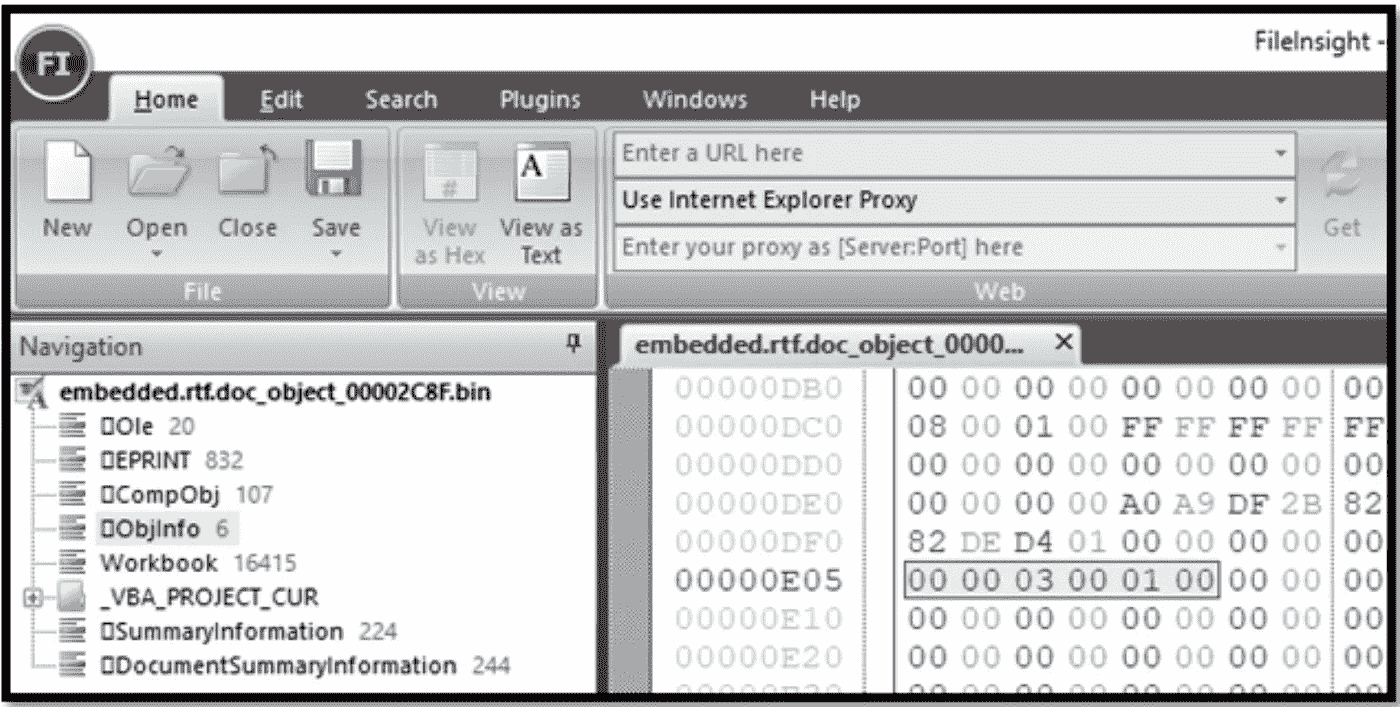 FileInsight -
FI
Home Edit Search Plugins Windows Help
Enter a URL here
Use Internet Explorer Proxy
Enter your proxy as [Server:Port] here
New Open Close Save
View as Hex
View as Text
Get
File View Web
Navigation
embedded.rtf.doc_object_0000...
embedded.rtf.doc_object_00002C8F.bin
Ole 20
EPRINT 832
CompObj 107
ObjInfo 6
Workbook 16415
_VBA_PROJECT_CUR
SummaryInformation 224
DocumentSummaryInformation 244
00000DB0 00 00 00 00 00 00 00 00 00
00000DC0 08 00 01 00 FF FF FF FF FF
00000DD0 00 00 00 00 00 00 00 00 00
00000DE0 00 00 00 00 A0 A9 DF 2B 82
00000DF0 82 DE D4 01 00 00 00 00 00
00000E05 00 00 03 00 01 00 00 00 00
00000E10 00 00 00 00 00 00 00 00 00
00000E20 00 00 00 00 00 00 00 00 00